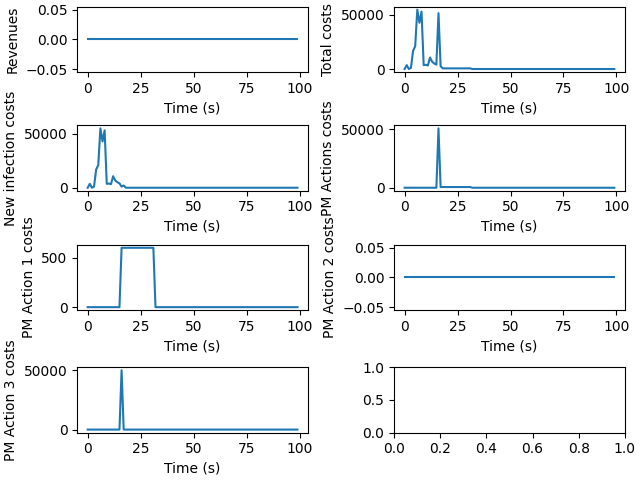 Revenues
0.05
0.00
−0.05
0 25 50 75 100
Time (s)
Total costs
50000
0
0 25 50 75 100
Time (s)
New infection costs
50000
0
0 25 50 75 100
Time (s)
PM Actions costs
50000
0
0 25 50 75 100
Time (s)
PM Action 1 costs
500
0
0 25 50 75 100
Time (s)
PM Action 2 costs
0.05
0.00
−0.05
0 25 50 75 100
Time (s)
PM Action 3 costs
50000
0
0 25 50 75 100
Time (s)
1.0
0.5
0.0
0.0 0.2 0.4 0.6 0.8 1.0